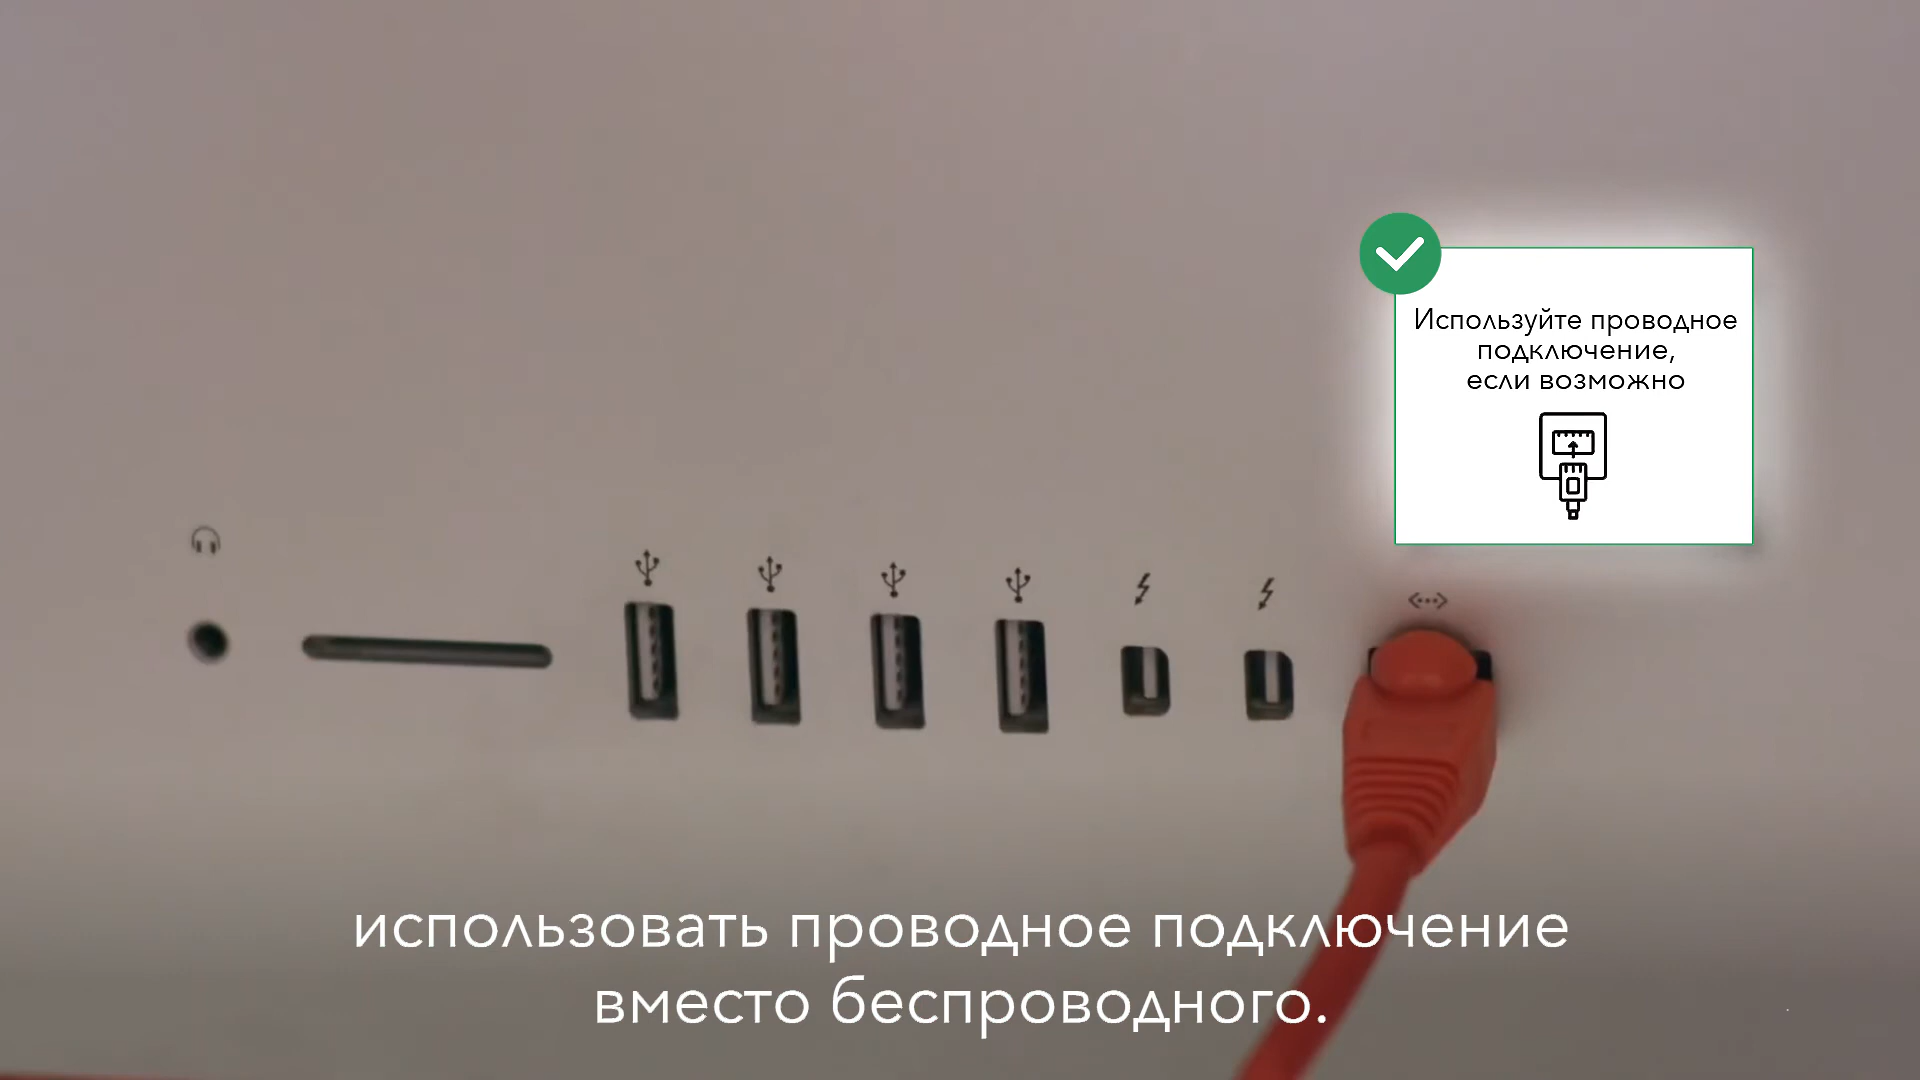 Используйте проводное
подключение,
если возможно
использовать проводное подключение
вместо беспроводного.